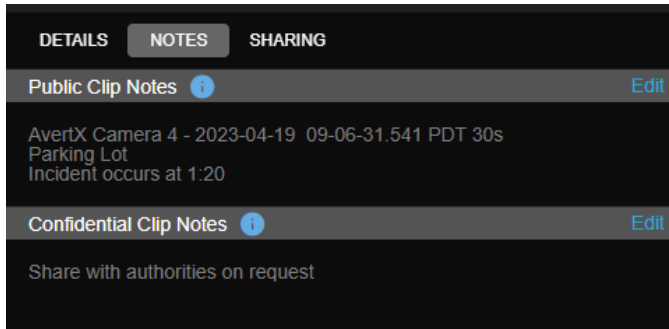 DETAILS NOTES SHARING
Public Clip Notes i Edit
AvertX Camera 4 - 2023-04-19 09-06-31.541 PDT 30s
Parking Lot
Incident occurs at 1:20
Confidential Clip Notes i Edit
Share with authorities on request